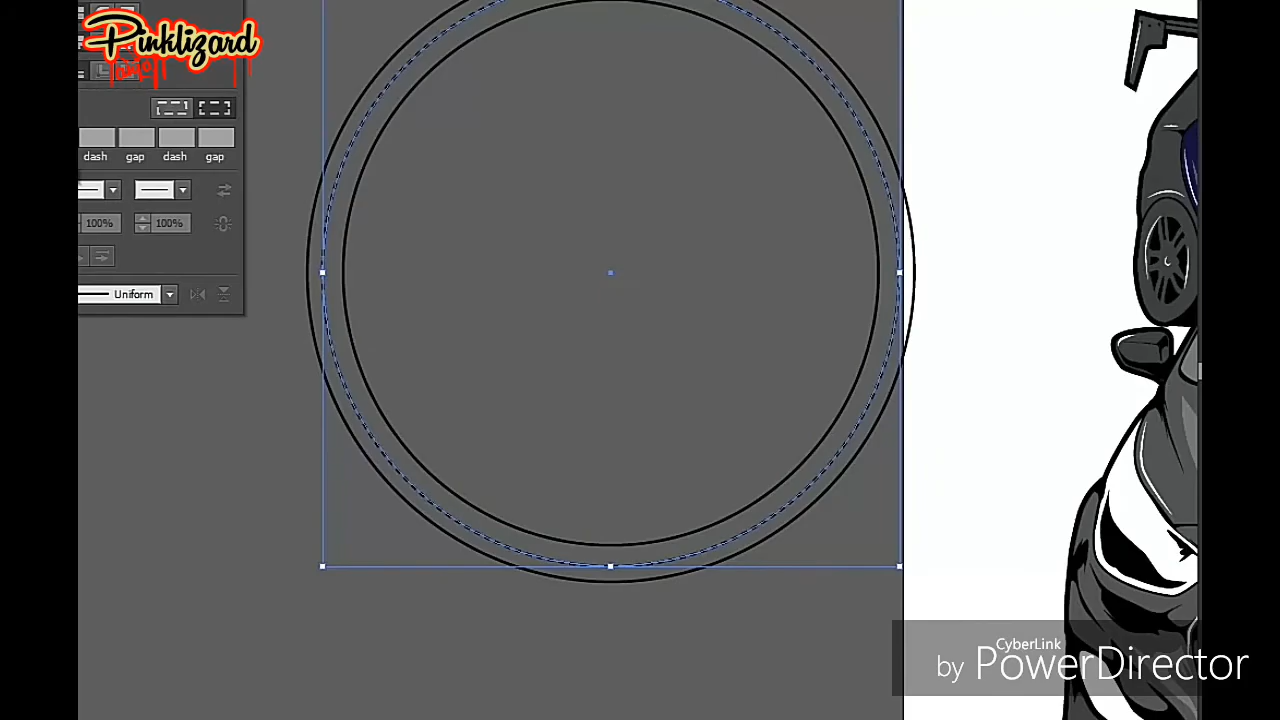 Pinklizard
dash gap dash gap
100% 100%
Uniform
CyberLink
by PowerDirector